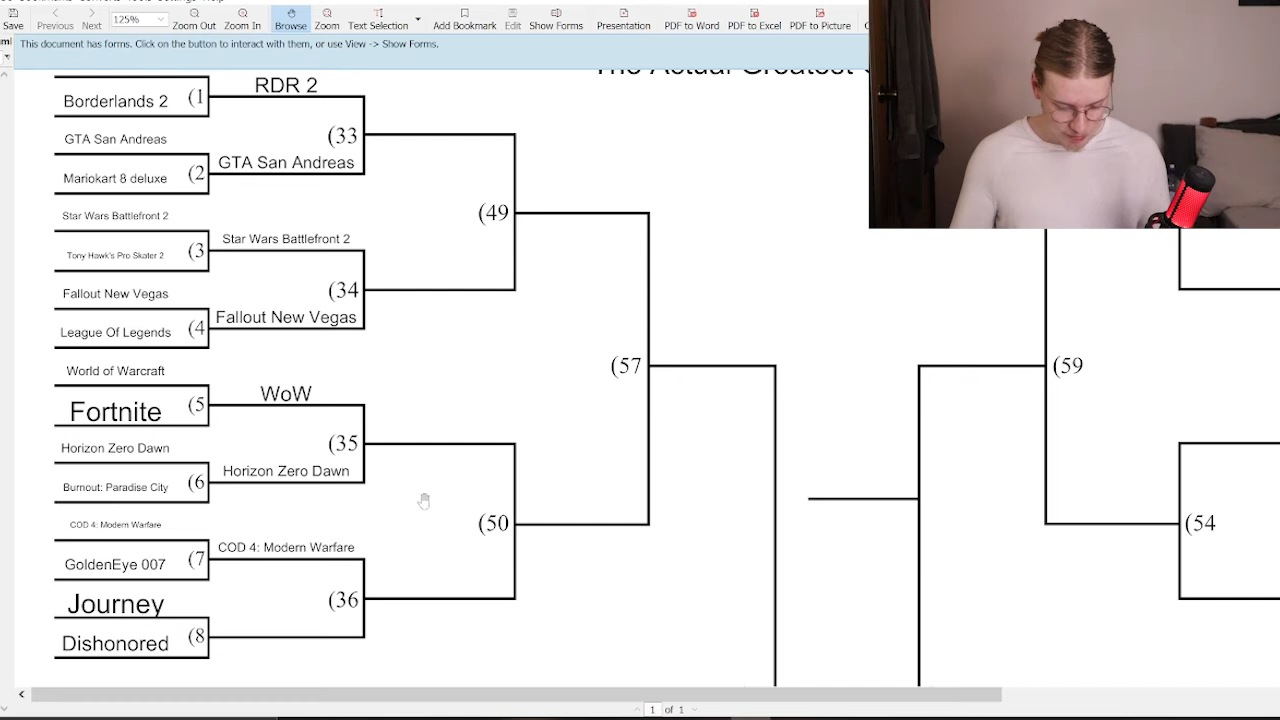 Save
Previous
Next
125%
Zoom Out
Zoom In
Browse
Zoom
Text Selection
Add Bookmark
Edit
Show Forms
Presentation
PDF to Word
PDF to Excel
PDF to Picture
This document has forms. Click on the button to interact with them, or use View -> Show Forms.
The Actual Greatest
RDR 2
Borderlands 2
(1
GTA San Andreas
(33
GTA San Andreas
Mariokart 8 deluxe
(2
Star Wars Battlefront 2
(49
Star Wars Battlefront 2
Tony Hawk's Pro Skater 2
(3
Fallout New Vegas
(34
Fallout New Vegas
League Of Legends
(4
World of Warcraft
(57
(59
WoW
Fortnite
(5
Horizon Zero Dawn
(35
Horizon Zero Dawn
Burnout: Paradise City
(6
COD 4: Modern Warfare
(50
(54
COD 4: Modern Warfare
GoldenEye 007
(7
Journey
(36
Dishonored
(8
1 of 1